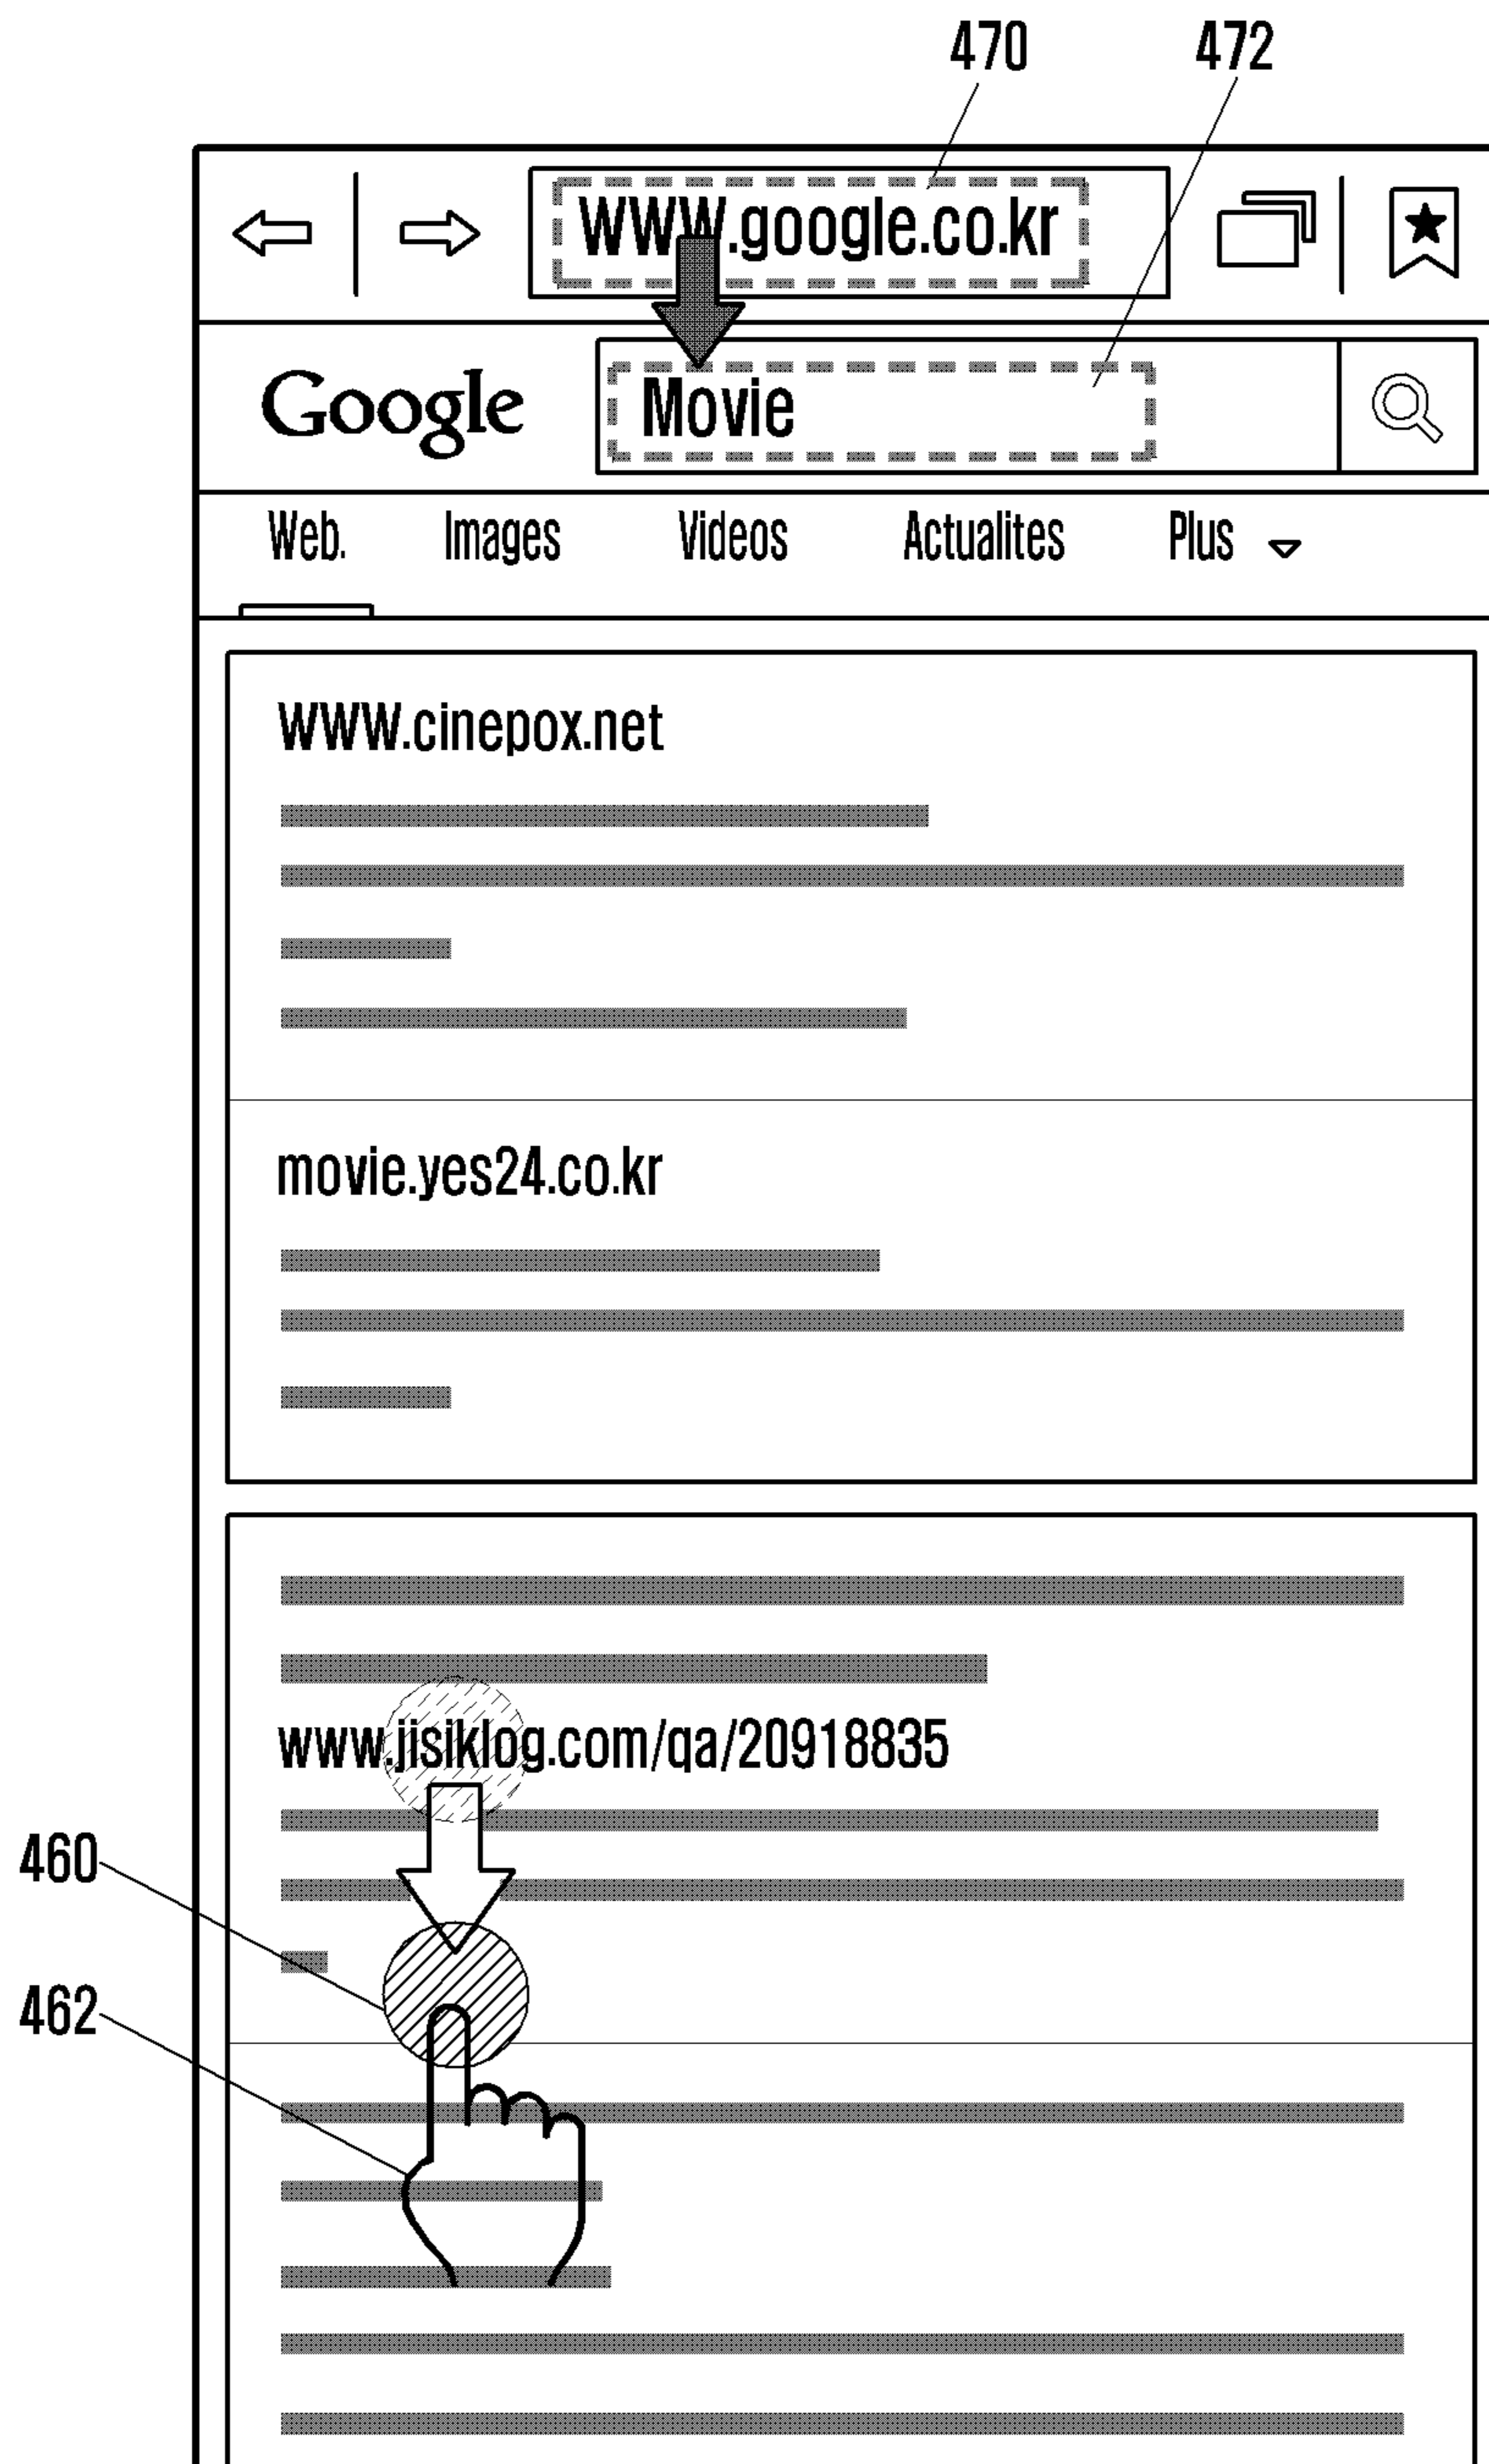 470 472
WWW.google.co.kr
Google Movie
Web. Images Videos Actualites Plus
WWW.cinepox.net
movie.yes24.co.kr
www.jisiklog.com/qa/20918835
460
462